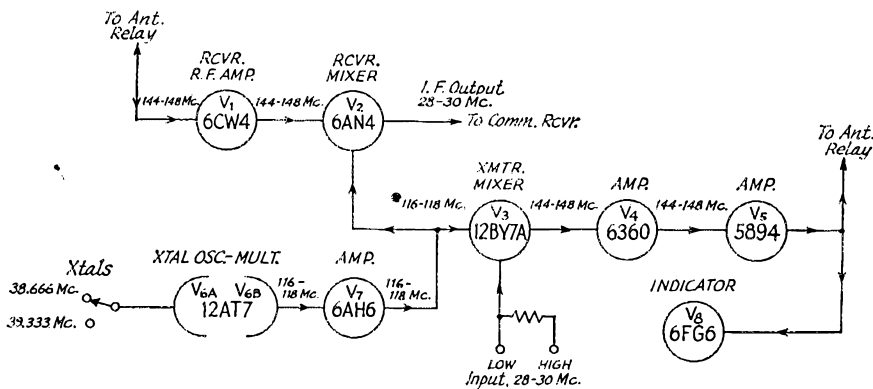 To Ant.
Relay
RCVR.
R.F. AMP.
RCVR.
MIXER
I.F. Output
28-30 Mc.
144-148 Mc.
V1
6CW4
144-148 Mc.
V2
6AN4
To Comm. Rcvr.
To Ant.
Relay
XMTR.
MIXER
AMP.
AMP.
116-118 Mc.
V3
12BY7A
144-148 Mc.
V4
6360
144-148 Mc.
V5
5894
Xtals
XTAL OSC-MULT.
AMP.
38.666 Mc.
39.333 Mc.
V6A V6B
12AT7
116-
118 Mc.
V7
6AH6
116-
118 Mc.
INDICATOR
V8
6FG6
LOW HIGH
Input, 28-30 Mc.